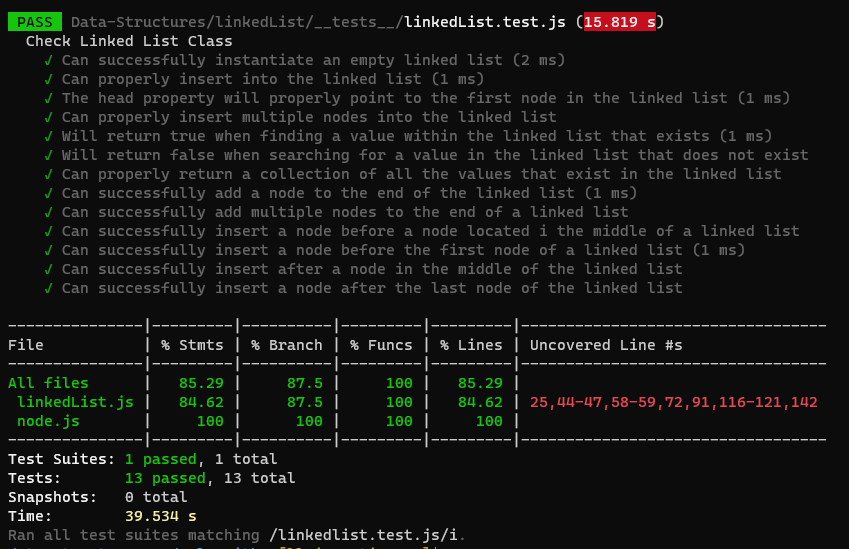 PASS Data-Structures/linkedList/__tests__/linkedList.test.js (15.819 s)
Check Linked List Class
√ Can successfully instantiate an empty linked list (2 ms)
√ Can properly insert into the linked list (1 ms)
√ The head property will properly point to the first node in the linked list (1 ms)
√ Can properly insert multiple nodes into the linked list
√ Will return true when finding a value within the linked list that exists (1 ms)
√ Will return false when searching for a value in the linked list that does not exist
√ Can properly return a collection of all the values that exist in the linked list
√ Can successfully add a node to the end of the linked list (1 ms)
√ Can successfully add multiple nodes to the end of a linked list
√ Can successfully insert a node before a node located i the middle of a linked list
√ Can successfully insert a node before the first node of a linked list (1 ms)
√ Can successfully insert after a node in the middle of the linked list
√ Can successfully insert a node after the last node of the linked list
---------------|---------|----------|---------|---------|----------------------------------
File           | % Stmts | % Branch | % Funcs | % Lines | Uncovered Line #s
---------------|---------|----------|---------|---------|----------------------------------
All files      |   85.29 |     87.5 |     100 |   85.29 |
 linkedList.js |   84.62 |     87.5 |     100 |   84.62 | 25,44-47,58-59,72,91,116-121,142
 node.js       |     100 |      100 |     100 |     100 |
---------------|---------|----------|---------|---------|----------------------------------
Test Suites: 1 passed, 1 total
Tests:       13 passed, 13 total
Snapshots:   0 total
Time:        39.534 s
Ran all test suites matching /linkedlist.test.js/i.